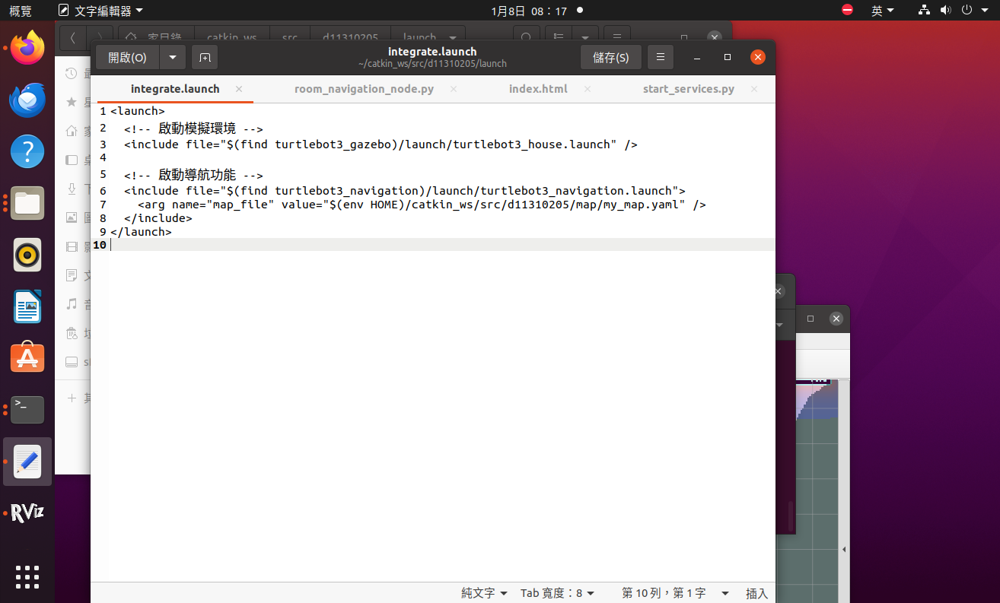 概覽
文字編輯器
1月8日 08：17
英
家目錄
catkin_ws
src
d11310205
launch
開啟(O)
integrate.launch
~/catkin_ws/src/d11310205/launch
儲存(S)
integrate.launch
room_navigation_node.py
index.html
start_services.py
1 <launch>
2 <!-- 啟動模擬環境 -->
3 <include file="$(find turtlebot3_gazebo)/launch/turtlebot3_house.launch" />
4
5 <!-- 啟動導航功能 -->
6 <include file="$(find turtlebot3_navigation)/launch/turtlebot3_navigation.launch">
7 <arg name="map_file" value="$(env HOME)/catkin_ws/src/d11310205/map/my_map.yaml" />
8 </include>
9 </launch>
10
>_
RViz
純文字
Tab 寬度：8
第 10 列，第 1 字
插入